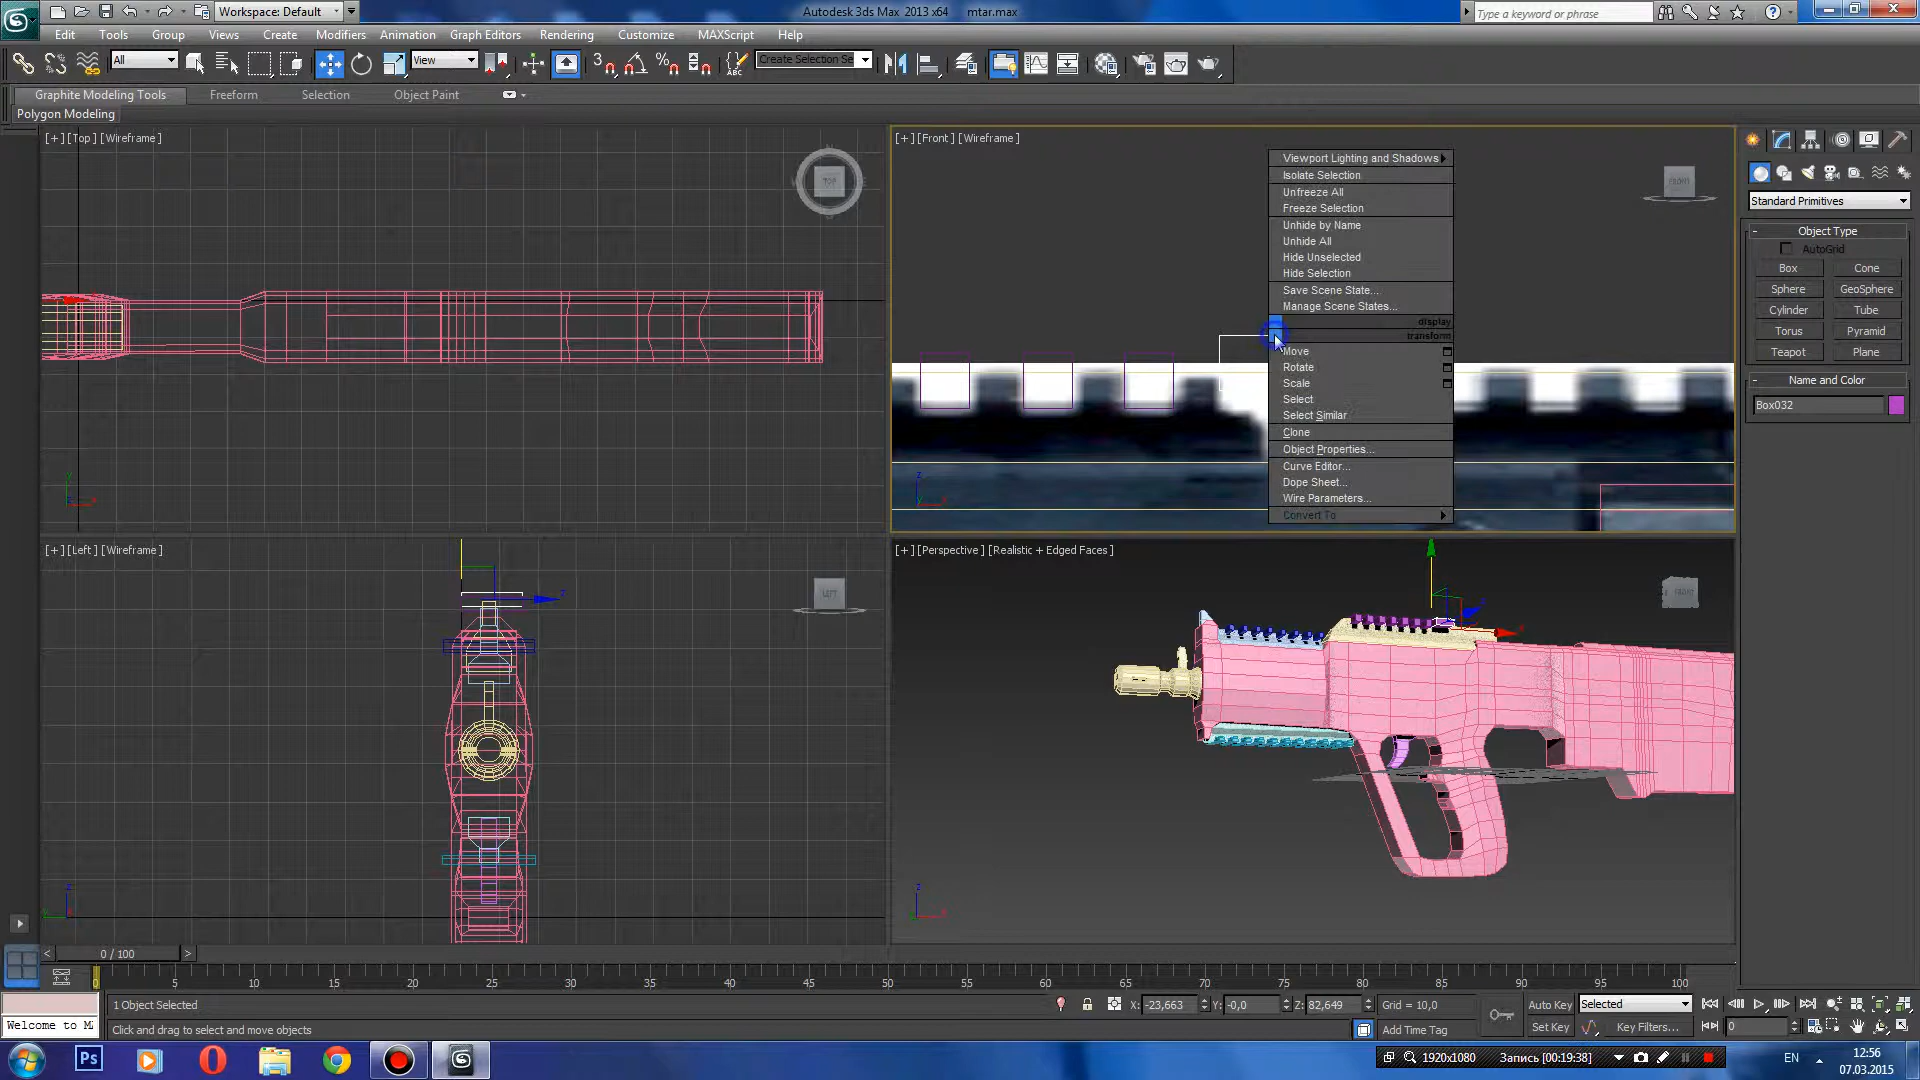 Workspace: Default
Autodesk 3ds Max 2013 x64 mtar.max
Type a keyword or phrase
Edit Tools Group Views Create Modifiers Animation Graph Editors Rendering Customize MAXScript Help
All View Create Selection Se
Graphite Modeling Tools Freeform Selection Object Paint
Polygon Modeling
[+][Top][Wireframe]
TOP
[+][Front][Wireframe]
FRONT
Viewport Lighting and Shadows
Isolate Selection
Unfreeze All
Freeze Selection
Unhide by Name
Unhide All
Hide Unselected
Hide Selection
Save Scene State...
Manage Scene States...
display
transform
Move
Rotate
Scale
Select
Select Similar
Clone
Object Properties...
Curve Editor...
Dope Sheet...
Wire Parameters...
Convert To
Standard Primitives
Object Type
AutoGrid
Box Cone
Sphere GeoSphere
Cylinder Tube
Torus Pyramid
Teapot Plane
Name and Color
Box032
[+][Left][Wireframe]
LEFT
[+][Perspective][Realistic + Edged Faces]
FRONT
0 / 100
0 5 10 15 20 25 30 35 40 45 50 55 60 65 70 75 80 85 90 95 100
1 Object Selected
X: -23,663 Y: -0,0 Z: 82,649 Grid = 10,0
Auto Key Selected
Welcome to M
Click and drag to select and move objects
Add Time Tag
Set Key Key Filters... 0
Ps
1920x1080 Запись [00:19:38]
EN
12:56
07.03.2015